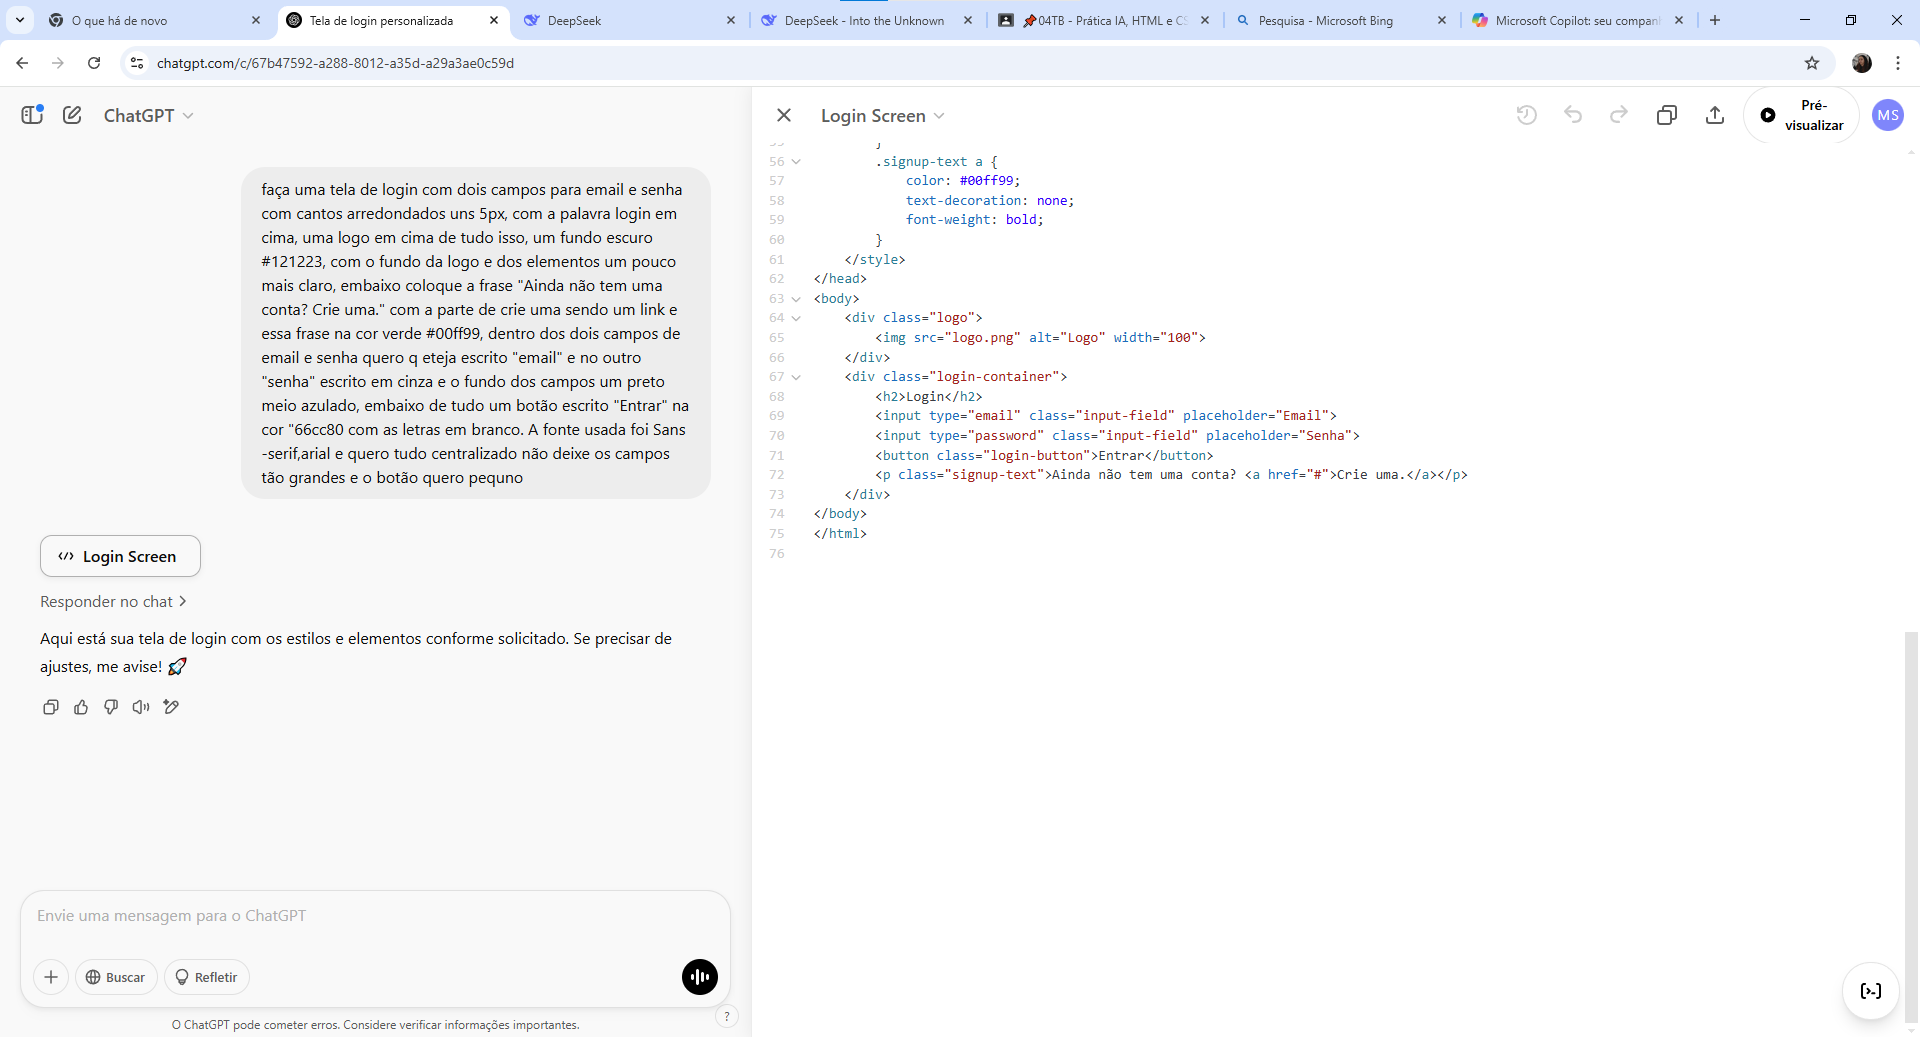 O que há de novo
Tela de login personalizada
DeepSeek
DeepSeek - Into the Unknown
📌04TB - Prática IA, HTML e CS
Pesquisa - Microsoft Bing
Microsoft Copilot: seu companh
chatgpt.com/c/67b47592-a288-8012-a35d-a29a3ae0c59d
ChatGPT
faça uma tela de login com dois campos para email e senha
com cantos arredondados uns 5px, com a palavra login em
cima, uma logo em cima de tudo isso, um fundo escuro
#121223, com o fundo da logo e dos elementos um pouco
mais claro, embaixo coloque a frase "Ainda não tem uma
conta? Crie uma." com a parte de crie uma sendo um link e
essa frase na cor verde #00ff99, dentro dos dois campos de
email e senha quero q eteja escrito "email" e no outro
"senha" escrito em cinza e o fundo dos campos um preto
meio azulado, embaixo de tudo um botão escrito "Entrar" na
cor "66cc80 com as letras em branco. A fonte usada foi Sans
-serif,arial e quero tudo centralizado não deixe os campos
tão grandes e o botão quero pequno
Login Screen
Responder no chat
Aqui está sua tela de login com os estilos e elementos conforme solicitado. Se precisar de
ajustes, me avise! 🚀
Envie uma mensagem para o ChatGPT
Buscar
Refletir
O ChatGPT pode cometer erros. Considere verificar informações importantes.
?
Login Screen
Pré-
visualizar
MS
55 }
56 .signup-text a {
57 color: #00ff99;
58 text-decoration: none;
59 font-weight: bold;
60 }
61 </style>
62 </head>
63 <body>
64 <div class="logo">
65 <img src="logo.png" alt="Logo" width="100">
66 </div>
67 <div class="login-container">
68 <h2>Login</h2>
69 <input type="email" class="input-field" placeholder="Email">
70 <input type="password" class="input-field" placeholder="Senha">
71 <button class="login-button">Entrar</button>
72 <p class="signup-text">Ainda não tem uma conta? <a href="#">Crie uma.</a></p>
73 </div>
74 </body>
75 </html>
76